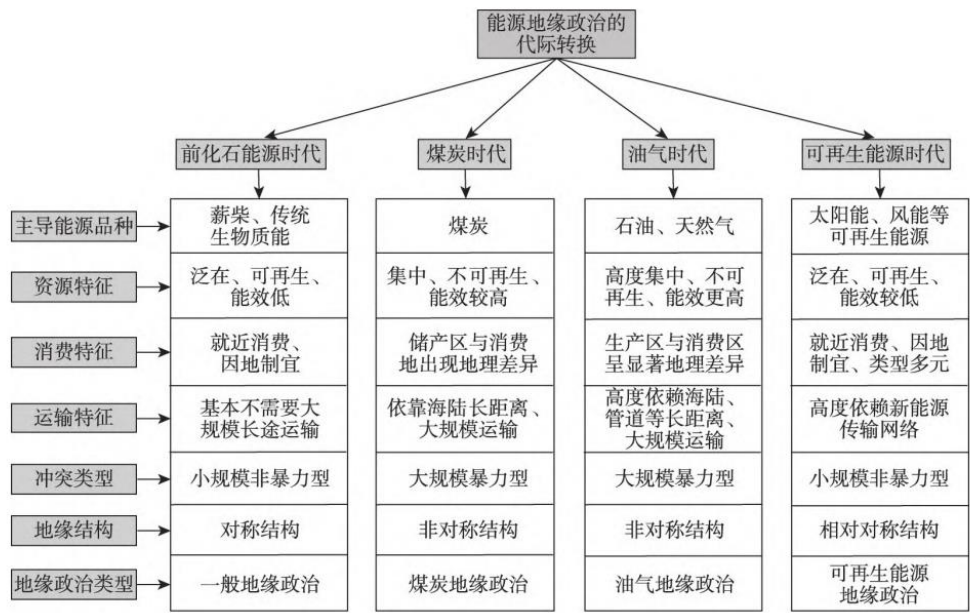 能源地缘政治的
代际转换
前化石能源时代
煤炭时代
油气时代
可再生能源时代
主导能源品种
薪柴、传统
生物质能
煤炭
石油、天然气
太阳能、风能等
可再生能源
资源特征
泛在、可再生、
能效低
集中、不可再生、
能效较高
高度集中、不可
再生、能效更高
泛在、可再生、
能效较低
消费特征
就近消费、
因地制宜
储产区与消费
地出现地理差异
生产区与消费区
呈显著地理差异
就近消费、因地
制宜、类型多元
运输特征
基本不需要大
规模长途运输
依靠海陆长距离、
大规模运输
高度依赖海陆、
管道等长距离、
大规模运输
高度依赖新能源
传输网络
冲突类型
小规模非暴力型
大规模暴力型
大规模暴力型
小规模非暴力型
地缘结构
对称结构
非对称结构
非对称结构
相对对称结构
地缘政治类型
一般地缘政治
煤炭地缘政治
油气地缘政治
可再生能源
地缘政治